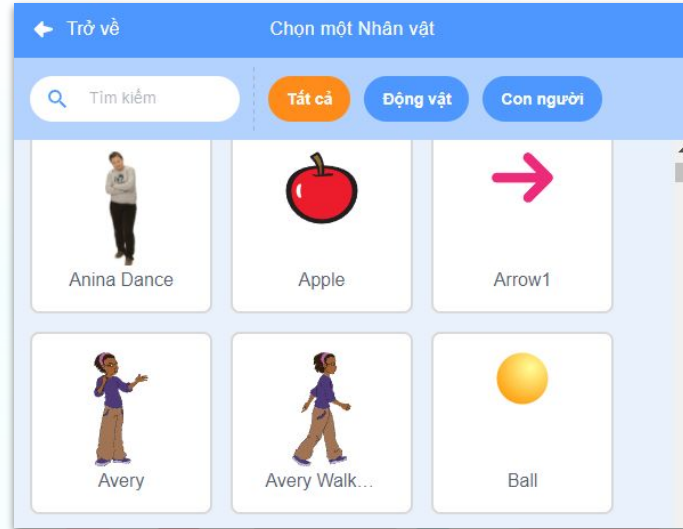 Trở về
Chọn một Nhân vật
Tìm kiếm
Tất cả
Động vật
Con người
Anina Dance
Apple
Arrow1
Avery
Avery Walk...
Ball